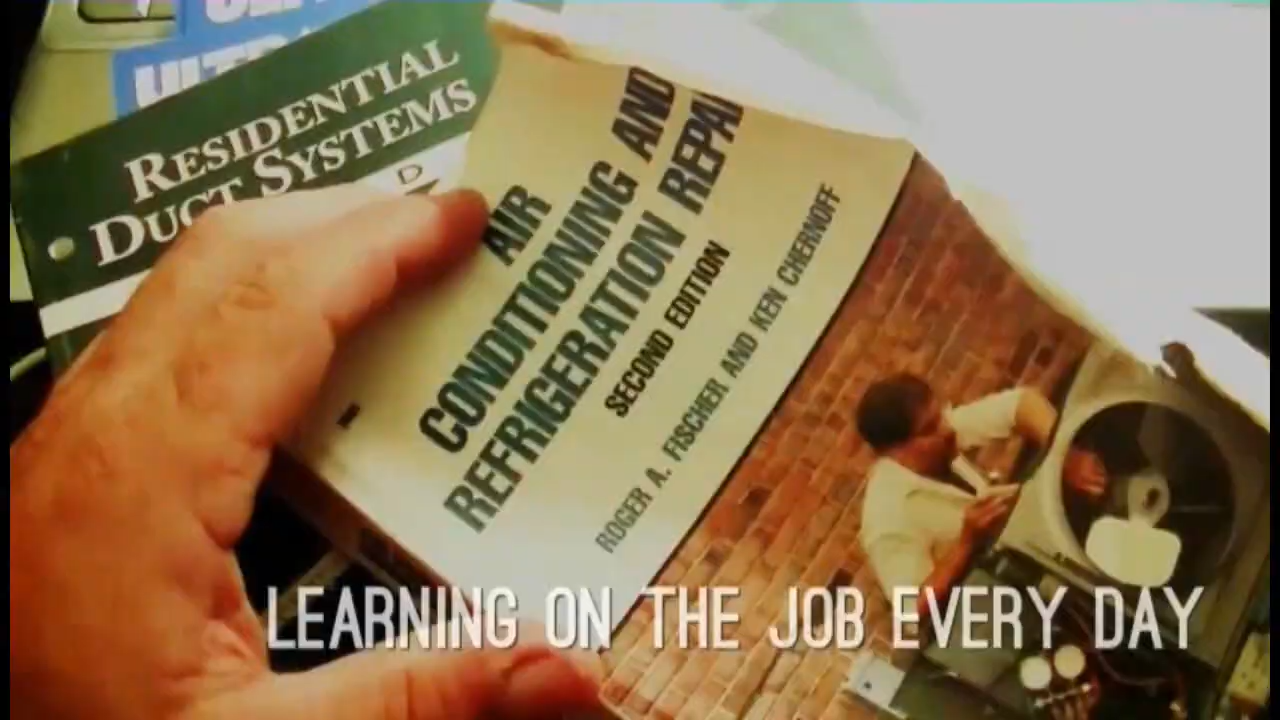 RESIDENTIAL
DUCT SYSTEMS
D
AIR
CONDITIONING AND
REFRIGERATION REPAI
SECOND EDITION
ROGER A. FISCHER AND KEN CHERNOFF
LEARNING ON THE JOB EVERY DAY